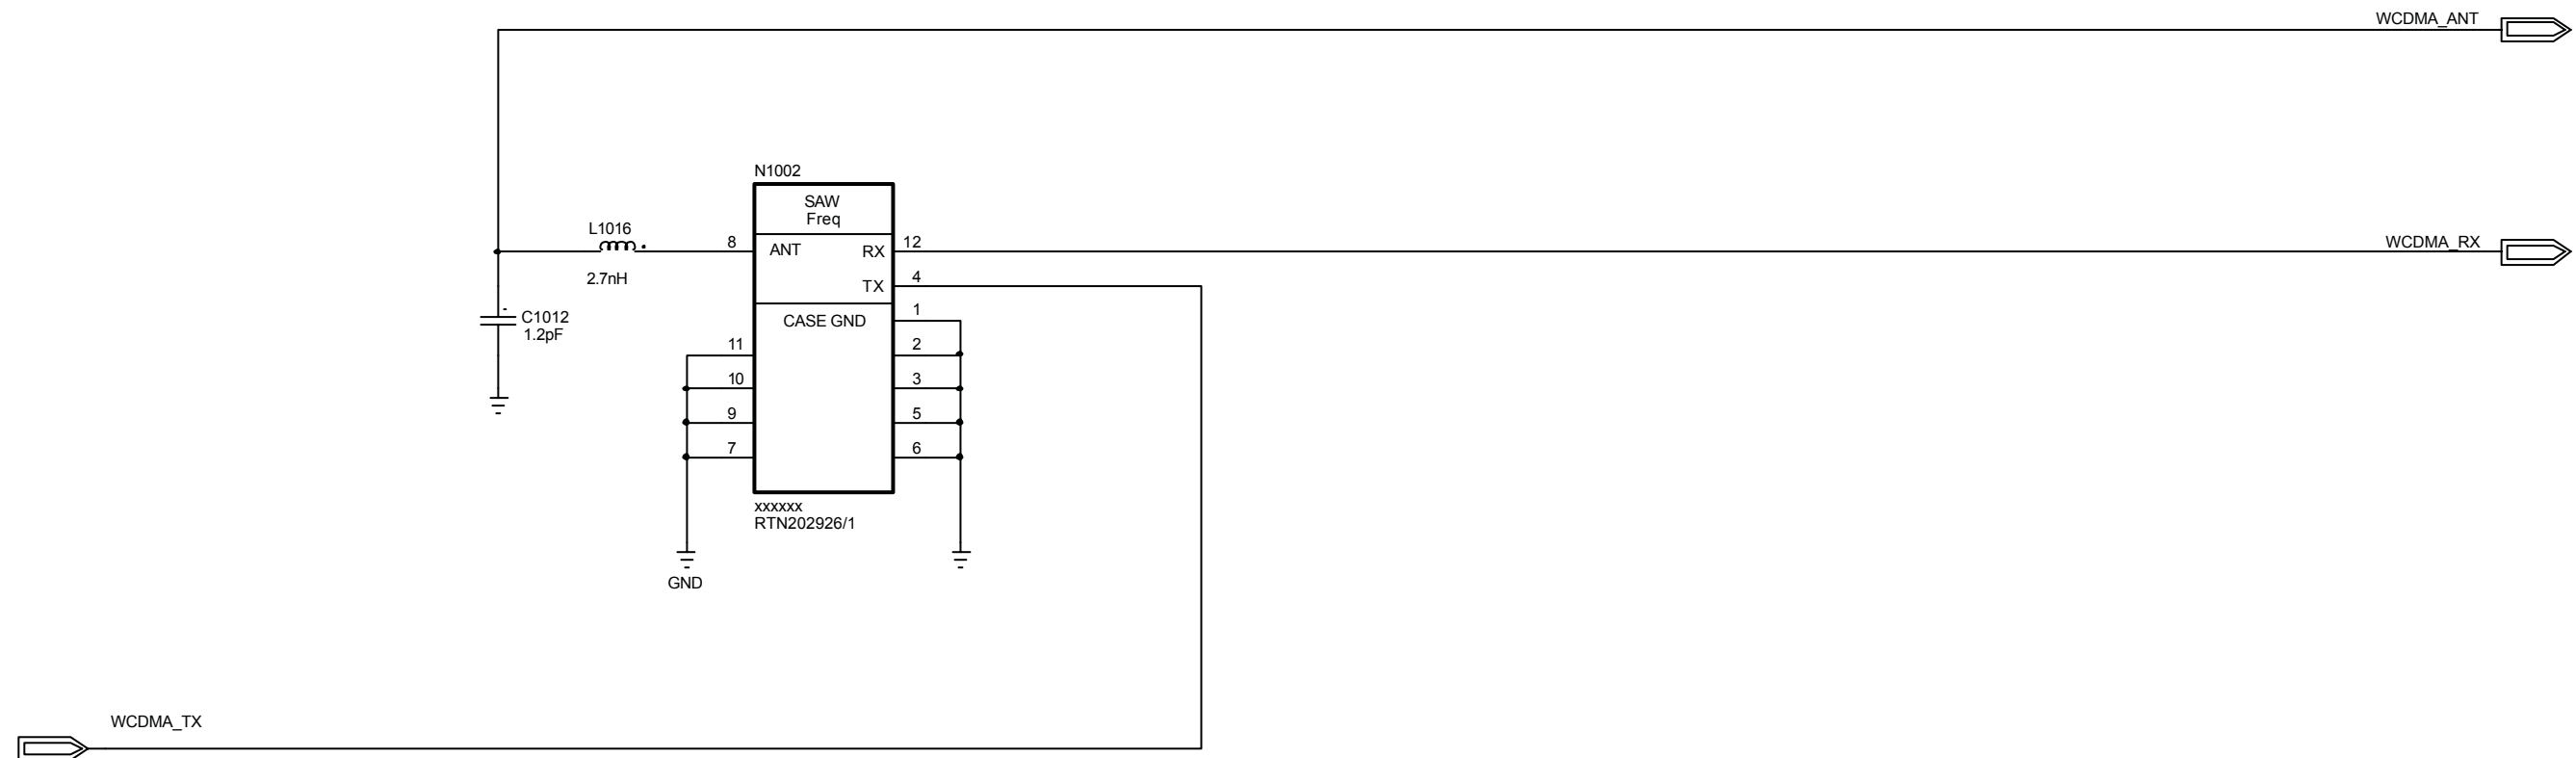 WCDMA_ANT
N1002
SAW
Freq
L1016
8
ANT
RX
12
WCDMA_RX
2.7nH
TX
4
C1012
1.2pF
CASE GND
1
11
2
10
3
9
5
7
6
xxxxxx
RTN202926/1
GND
WCDMA_TX